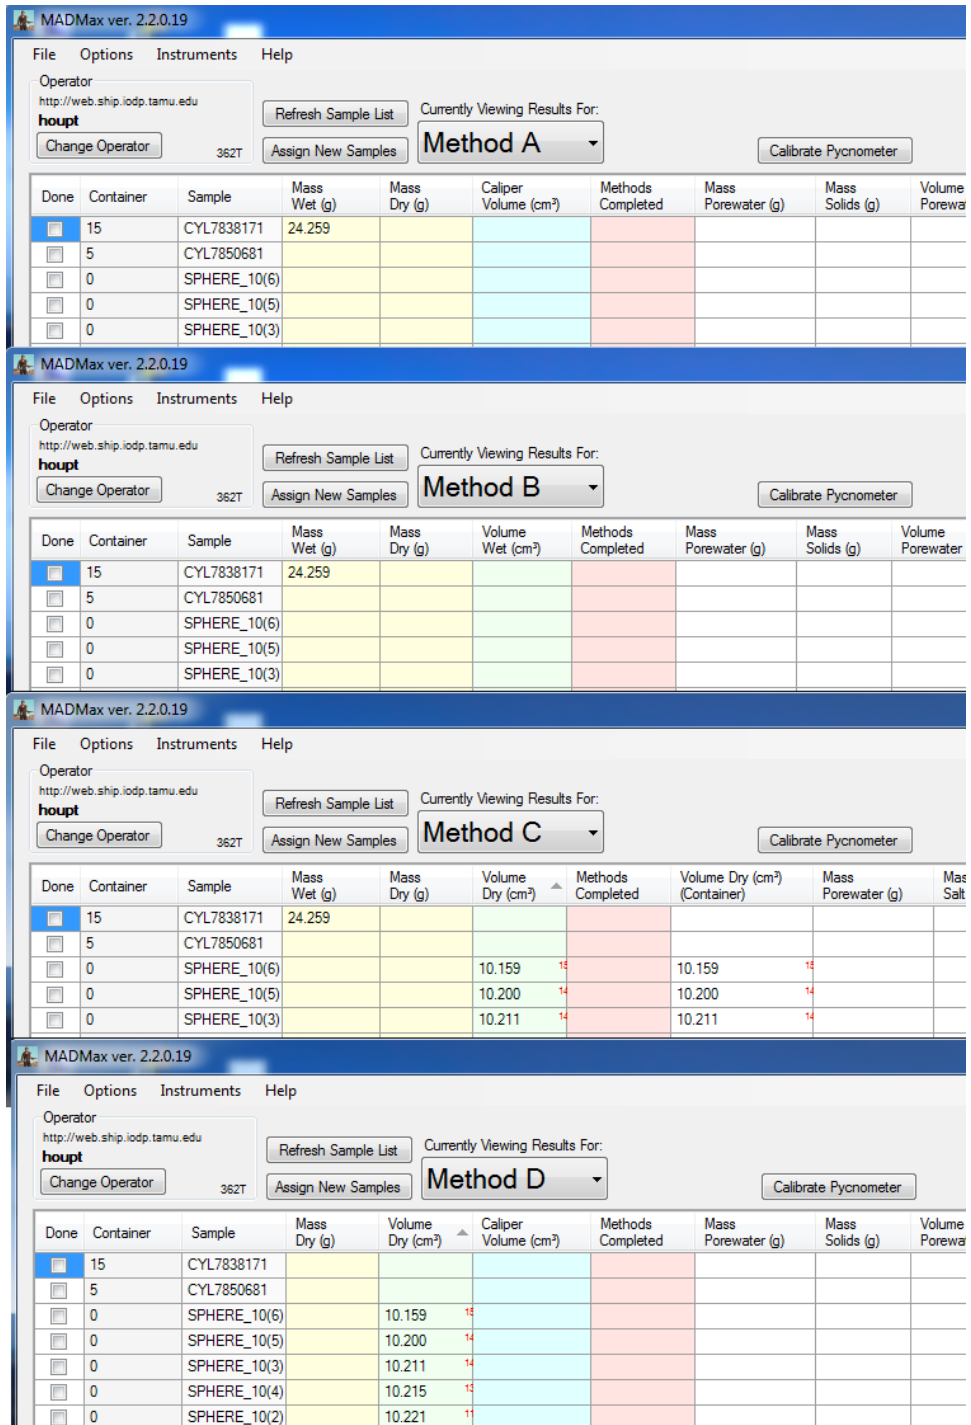 MADMax ver. 2.2.0.19
File Options Instruments Help
Operator
http://web.ship.iodp.tamu.edu
houpt
Change Operator 362T
Refresh Sample List
Assign New Samples
Currently Viewing Results For:
Method A
Calibrate Pycnometer
Done Container Sample Mass Wet (g) Mass Dry (g) Caliper Volume (cm³) Methods Completed Mass Porewater (g) Mass Solids (g) Volume
15 CYL7838171 24.259
5 CYL7850681
0 SPHERE_10(6)
0 SPHERE_10(5)
0 SPHERE_10(3)
MADMax ver. 2.2.0.19
File Options Instruments Help
Operator
http://web.ship.iodp.tamu.edu
houpt
Change Operator 362T
Refresh Sample List
Assign New Samples
Currently Viewing Results For:
Method B
Calibrate Pycnometer
Done Container Sample Mass Wet (g) Mass Dry (g) Volume Wet (cm³) Methods Completed Mass Porewater (g) Mass Solids (g) Volume Porewater
15 CYL7838171 24.259
5 CYL7850681
0 SPHERE_10(6)
0 SPHERE_10(5)
0 SPHERE_10(3)
MADMax ver. 2.2.0.19
File Options Instruments Help
Operator
http://web.ship.iodp.tamu.edu
houpt
Change Operator 362T
Refresh Sample List
Assign New Samples
Currently Viewing Results For:
Method C
Calibrate Pycnometer
Done Container Sample Mass Wet (g) Mass Dry (g) Volume Dry (cm³) Methods Completed Volume Dry (cm³) (Container) Mass Porewater (g) Salt
15 CYL7838171 24.259
5 CYL7850681
0 SPHERE_10(6) 10.159 15 10.159 15
0 SPHERE_10(5) 10.200 14 10.200 14
0 SPHERE_10(3) 10.211 14 10.211 14
MADMax ver. 2.2.0.19
File Options Instruments Help
Operator
http://web.ship.iodp.tamu.edu
houpt
Change Operator 362T
Refresh Sample List
Assign New Samples
Currently Viewing Results For:
Method D
Calibrate Pycnometer
Done Container Sample Mass Dry (g) Volume Dry (cm³) Caliper Volume (cm³) Methods Completed Mass Porewater (g) Mass Solids (g) Volume
15 CYL7838171
5 CYL7850681
0 SPHERE_10(6) 10.159 15
0 SPHERE_10(5) 10.200 14
0 SPHERE_10(3) 10.211 14
0 SPHERE_10(4) 10.215 13
0 SPHERE_10(2) 10.221 11